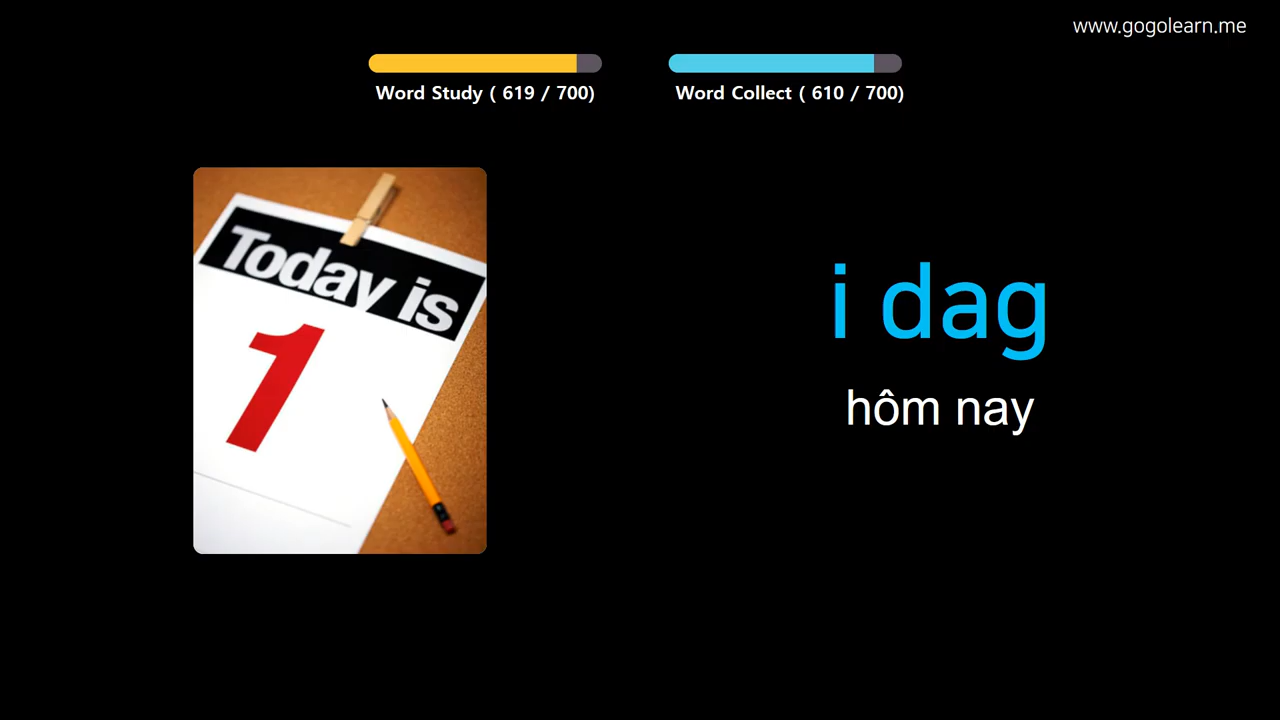 www.gogolearn.me
Word Study ( 619 / 700)
Word Collect ( 610 / 700)
Today is
1
i dag
hôm nay